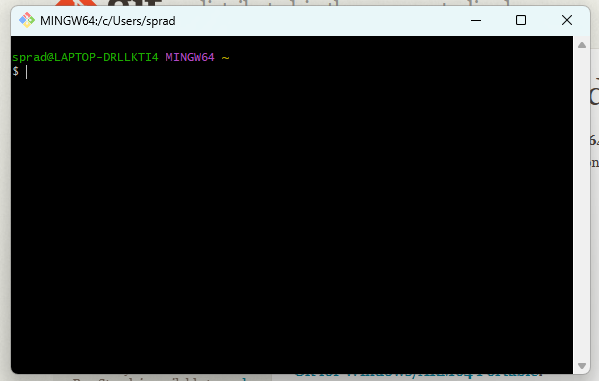 MINGW64:/c/Users/sprad
sprad@LAPTOP-DRLLKTI4 MINGW64 ~
$